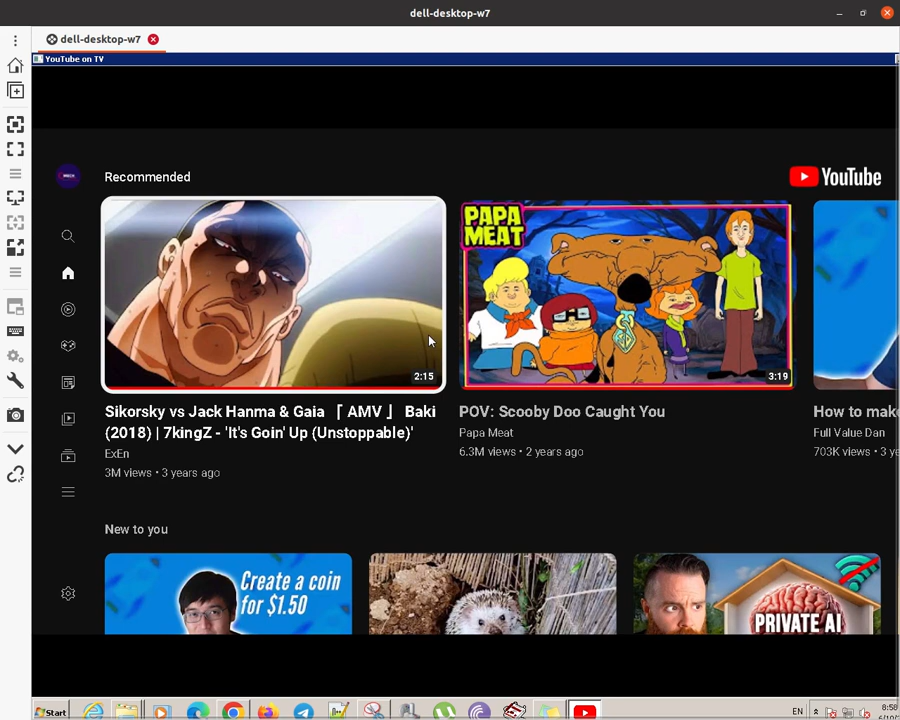 dell-desktop-w7
dell-desktop-w7
YouTube on TV
Recommended
YouTube
PAPA
MEAT
2:15
3:19
Sikorsky vs Jack Hanma & Gaia 「 AMV 」 Baki
(2018) | 7kingZ - 'It's Goin' Up (Unstoppable)'
ExEn
3M views • 3 years ago
POV: Scooby Doo Caught You
Papa Meat
6.3M views • 2 years ago
How to make
Full Value Dan
703K views • 3 ye
New to you
Create a coin
for $1.50
PRIVATE AI
Start
EN
8:58